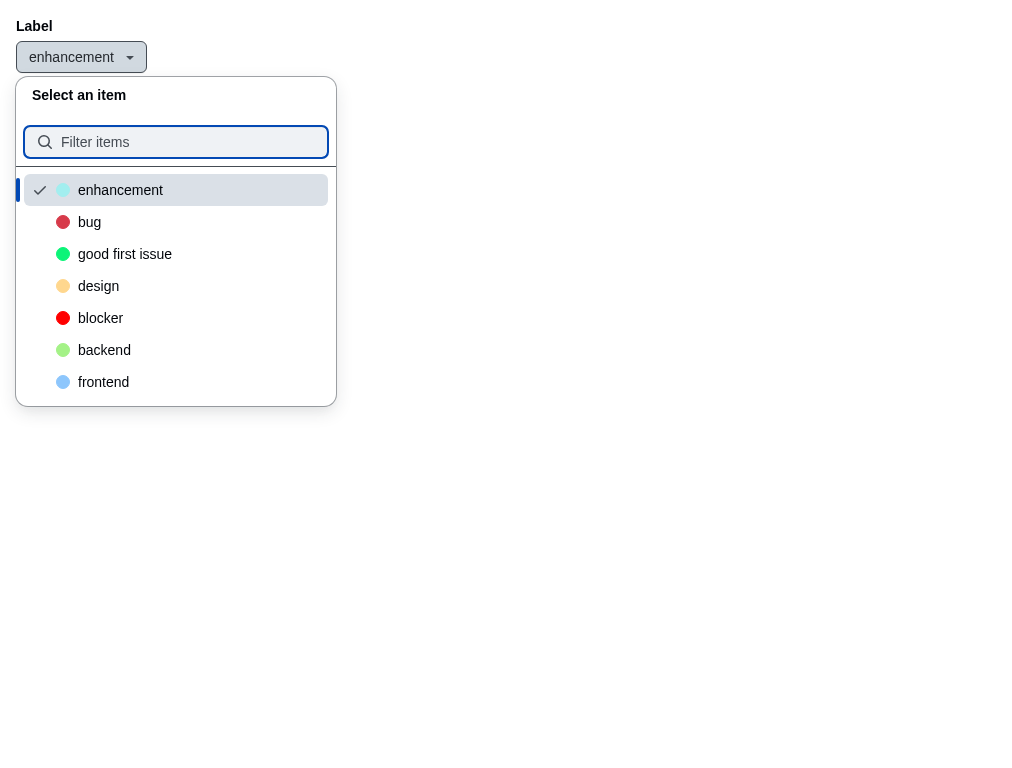 Label
enhancement
Select an item
Filter items
enhancement
bug
good first issue
design
blocker
backend
frontend